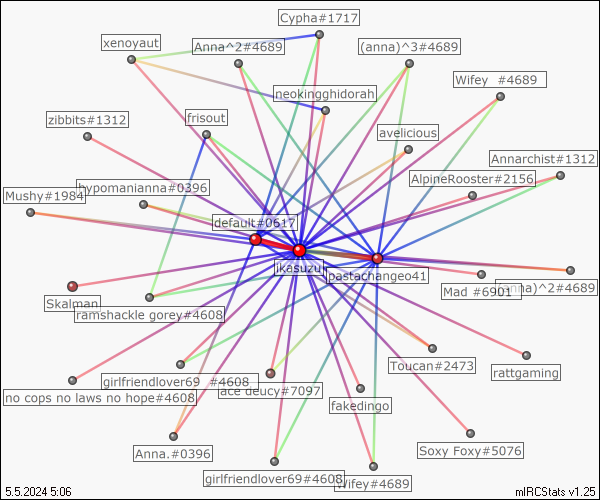 Cypha#1717
xenoyaut
Anna^2#4689
(anna)^3#4689
Wifey  #4689
neokingghidorah
zibbits#1312
frisout
avelicious
Annarchist#1312
AlpineRooster#2156
Mushy#1984
hypomanianna#0396
default#0617
jikasuzu
pastachangeo41
Mad #6901
(anna)^2#4689
Skalman
ramshackle gorey#4608
Toucan#2473
rattgaming
girlfriendlover69  #4608
ace deucy#7097
no cops no laws no hope#4608
fakedingo
Anna.#0396
Soxy Foxy#5076
girlfriendlover69#4608
Wifey#4689
5.5.2024 5:06
mIRCStats v1.25